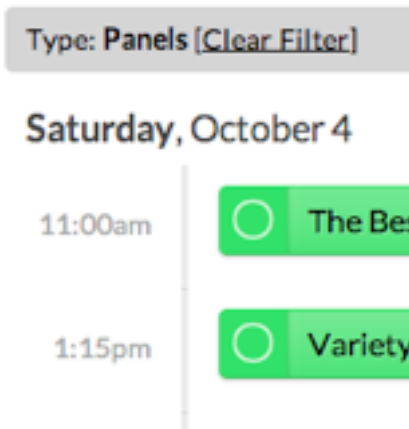 Type: Panels [Clear Filter]
Saturday, October 4
11:00am The Bes
1:15pm Variety